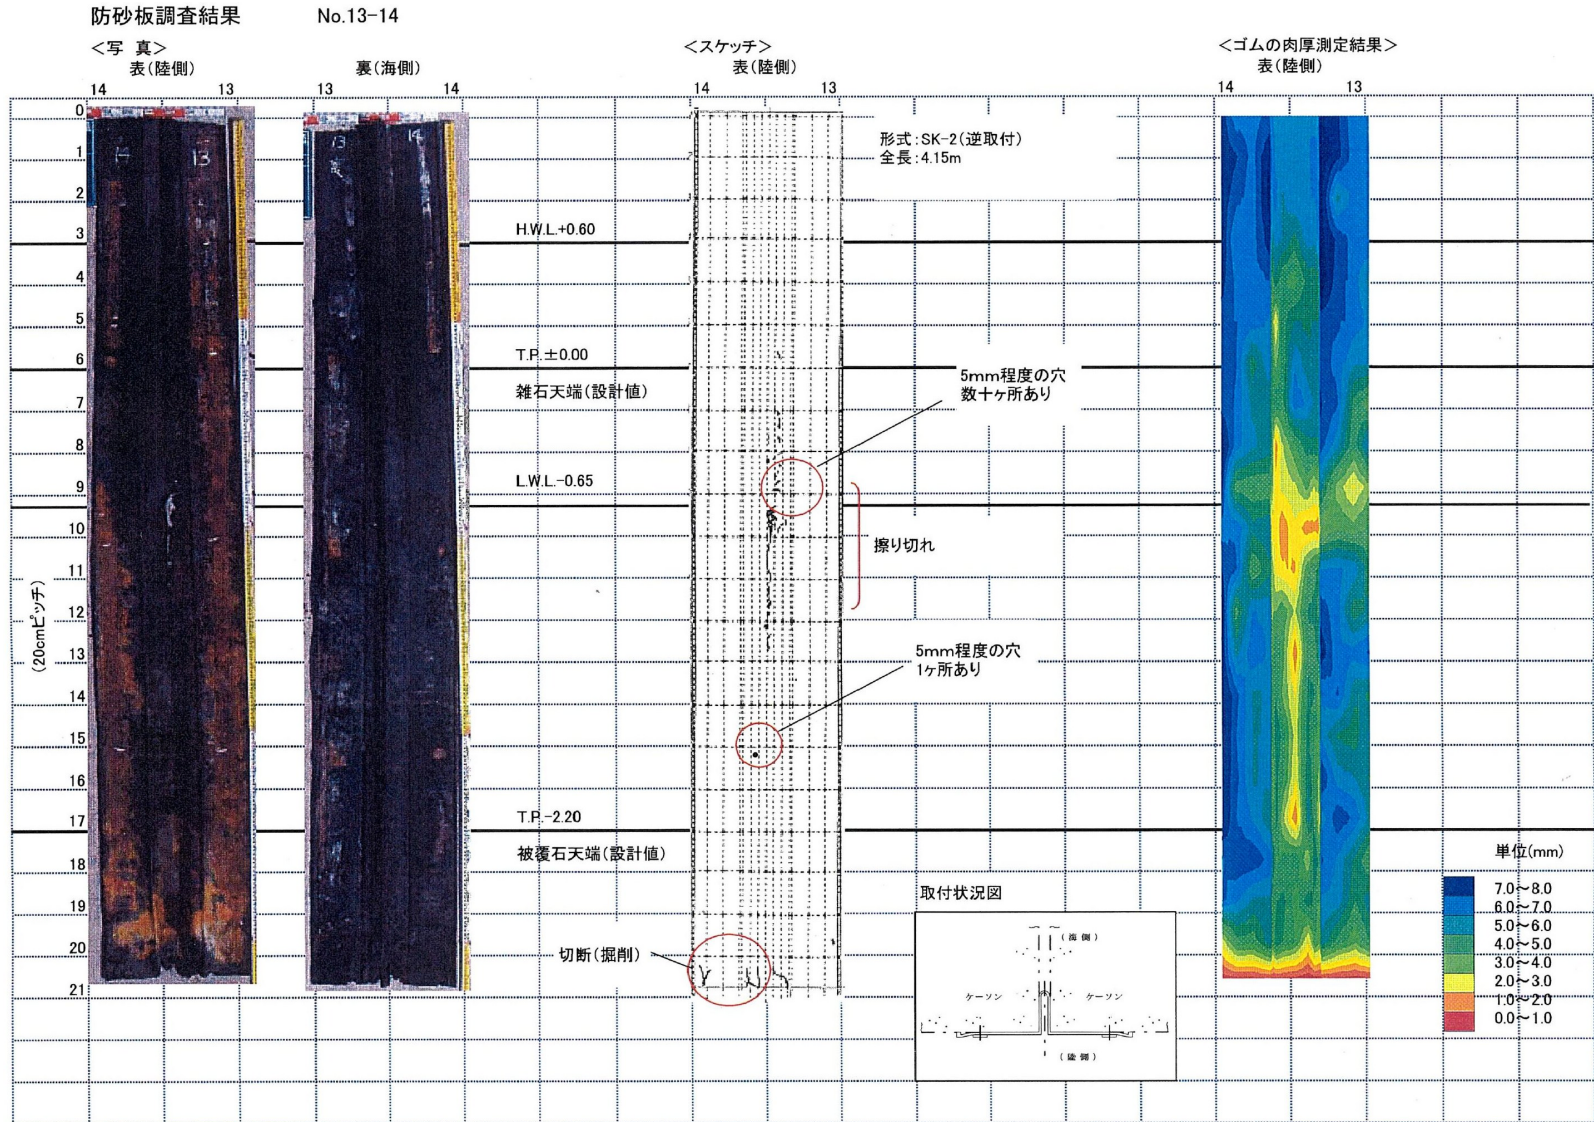 防砂板調査結果 No.13-14
＜写 真＞
表(陸側)
裏(海側)
＜スケッチ＞
表(陸側)
＜ゴムの肉厚測定結果＞
表(陸側)
14 13
13 14
14 13
14 13
0
1
2
3
4
5
6
7
8
9
10
11
12
13
14
15
16
17
18
19
20
21
(20cmピッチ)
14 13
13 14
H.W.L.+0.60
T.P.±0.00
雑石天端(設計値)
L.W.L.-0.65
T.P.-2.20
被覆石天端(設計値)
形式：SK-2(逆取付)
全長：4.15m
5mm程度の穴
数十ヶ所あり
擦り切れ
5mm程度の穴
1ヶ所あり
切断(掘削)
取付状況図
(海側)
ケーソン ケーソン
(陸側)
単位(mm)
7.0～8.0
6.0～7.0
5.0～6.0
4.0～5.0
3.0～4.0
2.0～3.0
1.0～2.0
0.0～1.0